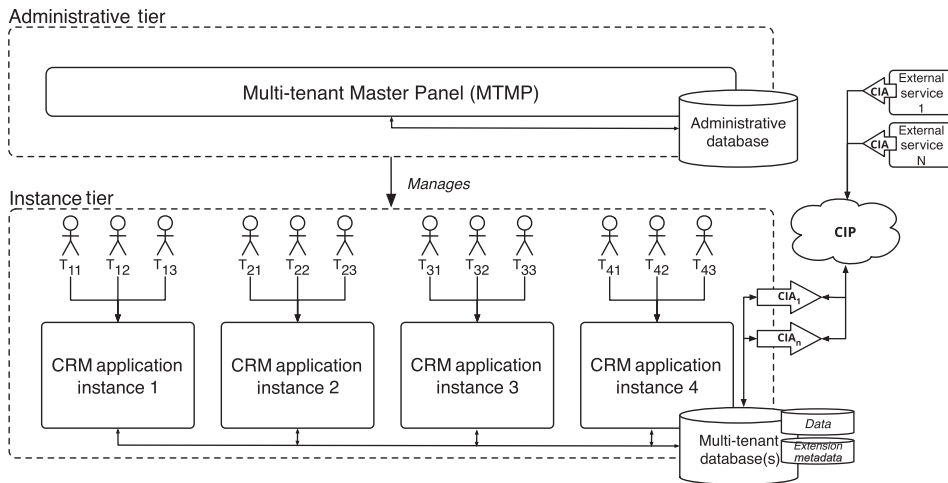 Administrative tier
Multi-tenant Master Panel (MTMP)
Administrative
database
CIA
External
service
1
CIA
External
service
N
Manages
CIP
Instance tier
T11 T12 T13
T21 T22 T23
T31 T32 T33
T41 T42 T43
CIA1
CIAn
CRM application
instance 1
CRM application
instance 2
CRM application
instance 3
CRM application
instance 4
Multi-tenant
database(s)
Data
Extension
metadata